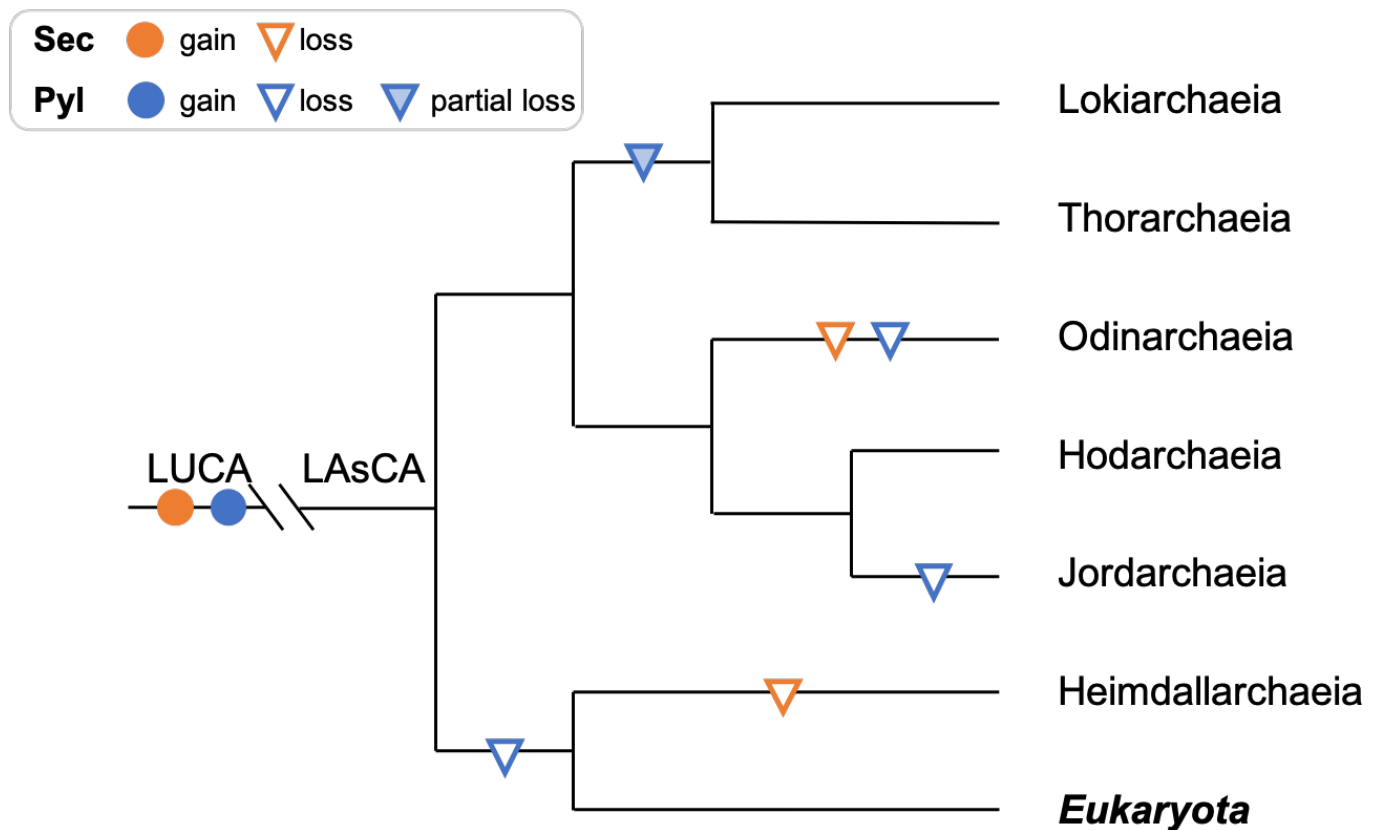 Sec gain loss
Pyl gain loss partial loss
Lokiarchaeia
Thorarchaeia
Odinarchaeia
LUCA LAsCA
Hodarchaeia
Jordarchaeia
Heimdallarchaeia
Eukaryota